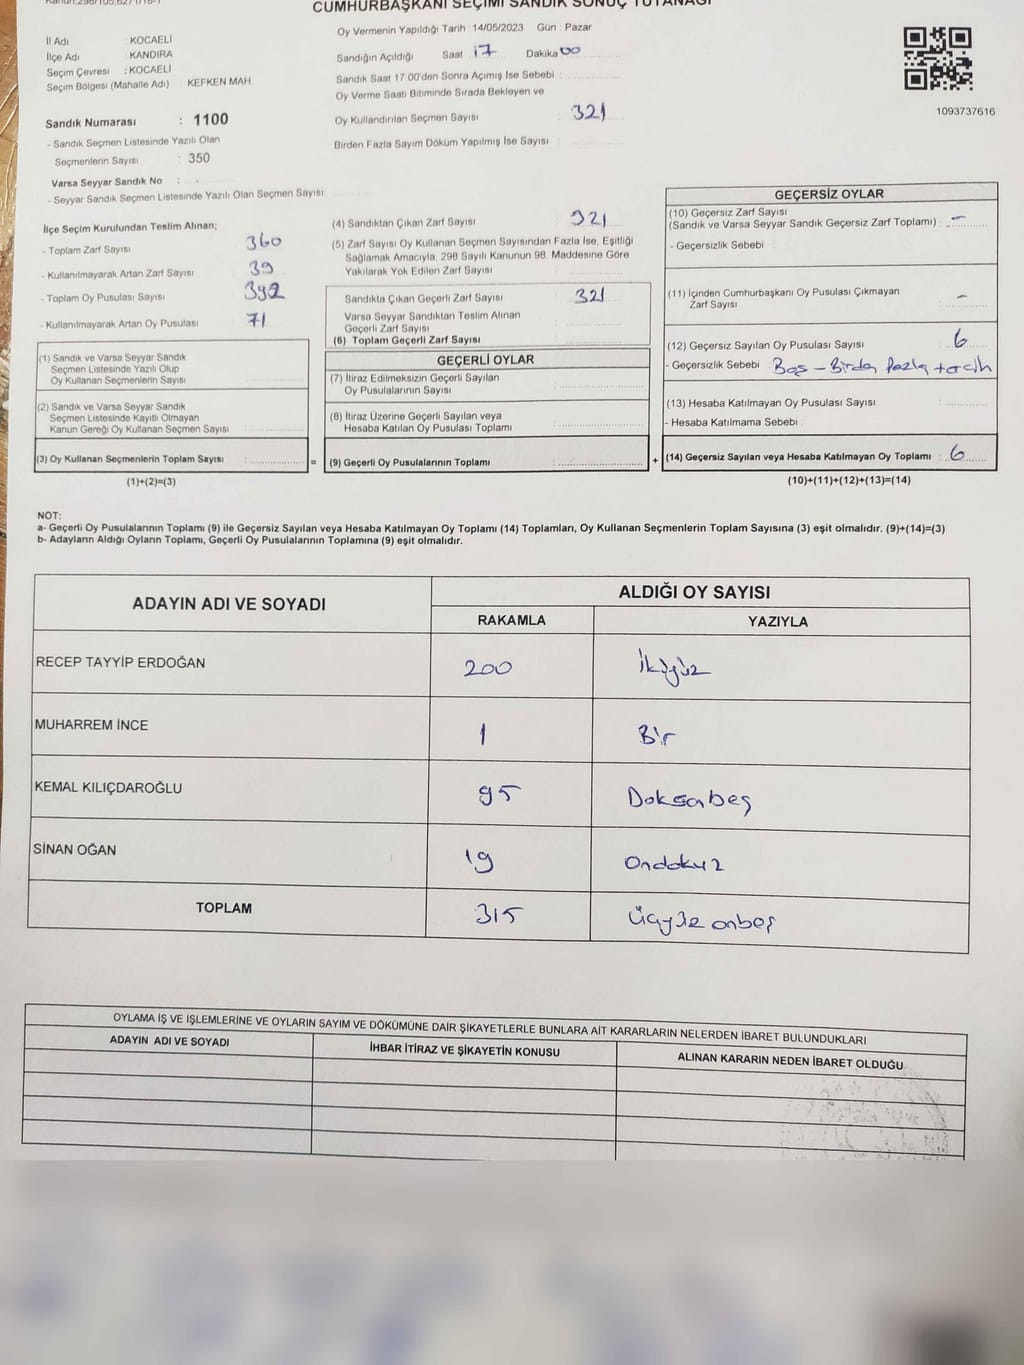 CUMHURBAŞKANI SEÇİMİ SANDIK SONUÇ TUTANAĞI
Oy Vermenin Yapıldığı Tarih : 14/05/2023 Gün : Pazar
İl Adı : KOCAELİ
İlçe Adı : KANDIRA
Seçim Çevresi : KOCAELİ
Seçim Bölgesi (Mahalle Adı) : KEFKEN MAH
Sandık Numarası : 1100
- Sandık Seçmen Listesinde Yazılı Olan
Seçmenlerin Sayısı : 350
Varsa Seyyar Sandık No :
- Seyyar Sandık Seçmen Listesinde Yazılı Olan Seçmen Sayısı
Sandığın Açıldığı Saat 17 Dakika 00
Sandık Saat 17.00'den Sonra Açımış İse Sebebi :
Oy Verme Saati Bitiminde Sırada Bekleyen ve
Oy Kullandırılan Seçmen Sayısı : 321
Birden Fazla Sayım Döküm Yapılmış İse Sayısı :
1093737616
İlçe Seçim Kurulundan Teslim Alınan;
- Toplam Zarf Sayısı 360
- Kullanılmayarak Artan Zarf Sayısı 39
- Toplam Oy Pusulası Sayısı 392
- Kullanılmayarak Artan Oy Pusulası 71
(1) Sandık ve Varsa Seyyar Sandık
Seçmen Listesinde Yazılı Olup
Oy Kullanan Seçmenlerin Sayısı
(2) Sandık ve Varsa Seyyar Sandık
Seçmen Listesinde Kayıtlı Olmayan
Kanun Gereği Oy Kullanan Seçmen Sayısı
(3) Oy Kullanan Seçmenlerin Toplam Sayısı
(1)+(2)=(3)
(4) Sandıktan Çıkan Zarf Sayısı 321
(5) Zarf Sayısı Oy Kullanan Seçmen Sayısından Fazla İse, Eşitliği
Sağlamak Amacıyla, 298 Sayılı Kanunun 98. Maddesine Göre
Yakılarak Yok Edilen Zarf Sayısı
Sandıkta Çıkan Geçerli Zarf Sayısı 321
Varsa Seyyar Sandıktan Teslim Alınan
Geçerli Zarf Sayısı
(6) Toplam Geçerli Zarf Sayısı
GEÇERLİ OYLAR
(7) İtiraz Edilmeksizin Geçerli Sayılan
Oy Pusulalarının Sayısı
(8) İtiraz Üzerine Geçerli Sayılan veya
Hesaba Katılan Oy Pusulası Toplamı
= (9) Geçerli Oy Pusulalarının Toplamı
GEÇERSİZ OYLAR
(10) Geçersiz Zarf Sayısı
(Sandık ve Varsa Seyyar Sandık Geçersiz Zarf Toplamı) : -
- Geçersizlik Sebebi
(11) İçinden Cumhurbaşkanı Oy Pusulası Çıkmayan
Zarf Sayısı -
(12) Geçersiz Sayılan Oy Pusulası Sayısı 6
- Geçersizlik Sebebi : Boş - Birden fazla tercih
(13) Hesaba Katılmayan Oy Pusulası Sayısı :
- Hesaba Katılmama Sebebi :
+ (14) Geçersiz Sayılan veya Hesaba Katılmayan Oy Toplamı : 6
(10)+(11)+(12)+(13)=(14)
NOT:
a- Geçerli Oy Pusulalarının Toplamı (9) ile Geçersiz Sayılan veya Hesaba Katılmayan Oy Toplamı (14) Toplamları, Oy Kullanan Seçmenlerin Toplam Sayısına (3) eşit olmalıdır. (9)+(14)=(3)
b- Adayların Aldığı Oyların Toplamı, Geçerli Oy Pusulalarının Toplamına (9) eşit olmalıdır.
ADAYIN ADI VE SOYADI ALDIĞI OY SAYISI
RAKAMLA YAZIYLA
RECEP TAYYİP ERDOĞAN 200 İkiyüz
MUHARREM İNCE 1 Bir
KEMAL KILIÇDAROĞLU 95 Doksabeş
SİNAN OĞAN 19 Ondokuz
TOPLAM 315 Üçyüz onbeş
OYLAMA İŞ VE İŞLEMLERİNE VE OYLARIN SAYIM VE DÖKÜMÜNE DAİR ŞİKAYETLERLE BUNLARA AİT KARARLARIN NELERDEN İBARET BULUNDUKLARI
ADAYIN ADI VE SOYADI İHBAR İTİRAZ VE ŞİKAYETİN KONUSU ALINAN KARARIN NEDEN İBARET OLDUĞU